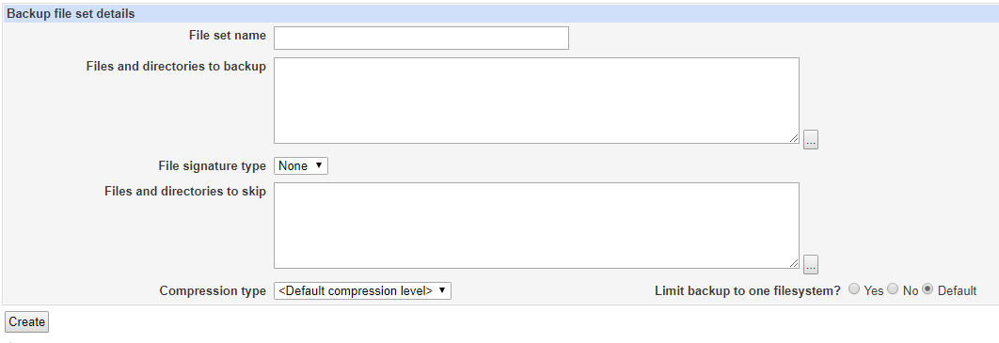 Backup file set details
File set name
Files and directories to backup
...
File signature type None
Files and directories to skip
...
Compression type <Default compression level> Limit backup to one filesystem? Yes No Default
Create